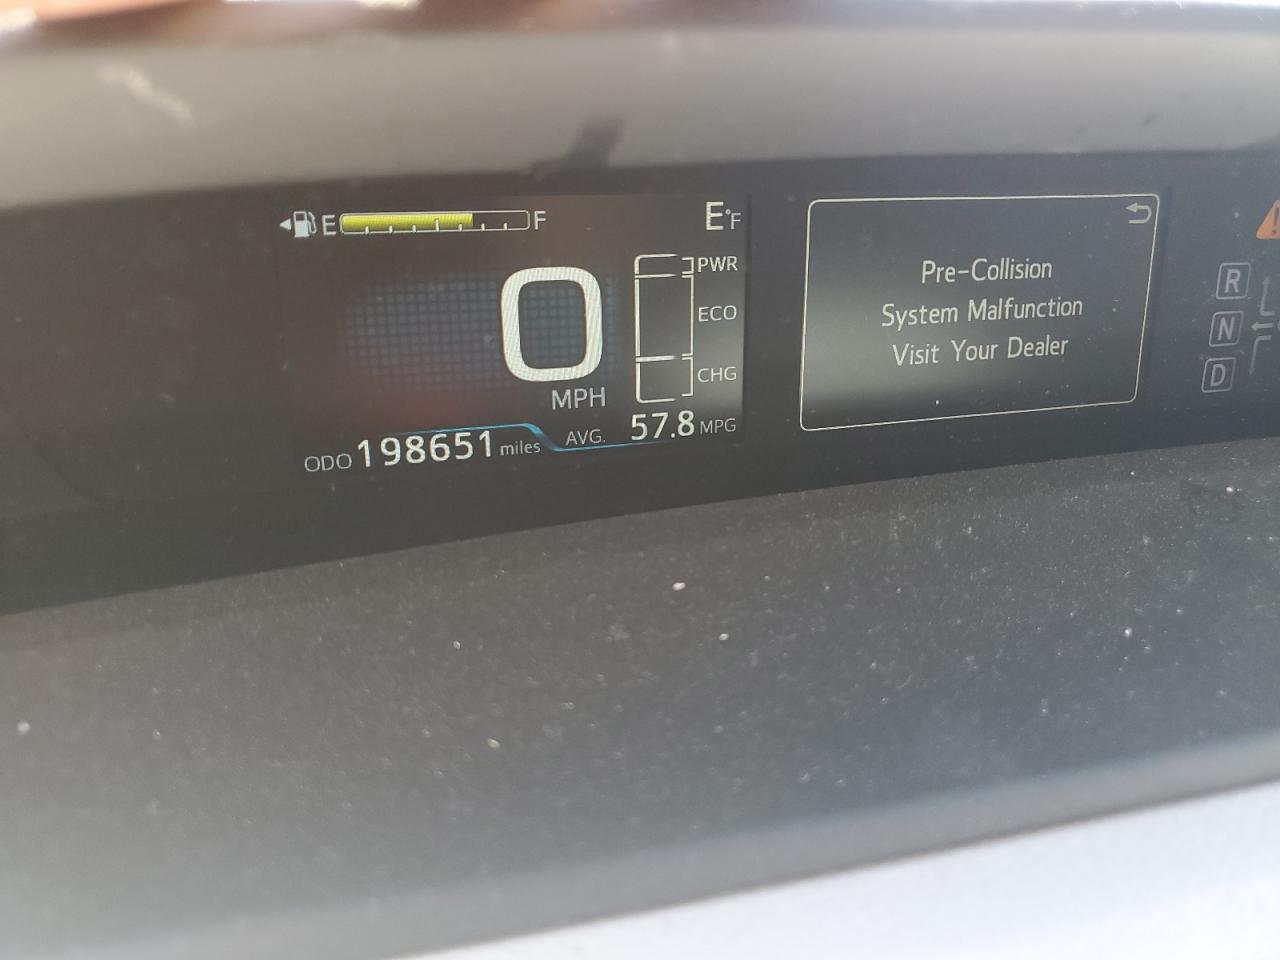 E F
E°F
0
MPH
PWR
ECO
CHG
ODO 198651 miles
AVG. 57.8 MPG
Pre-Collision
System Malfunction
Visit Your Dealer
R
N
D